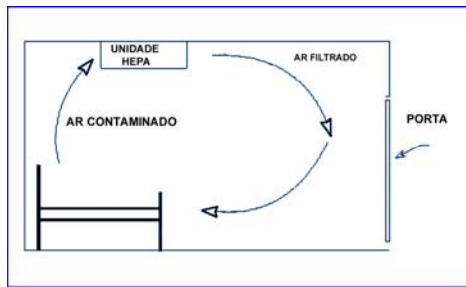 UNIDADE
HEPA
AR FILTRADO
AR CONTAMINADO
PORTA